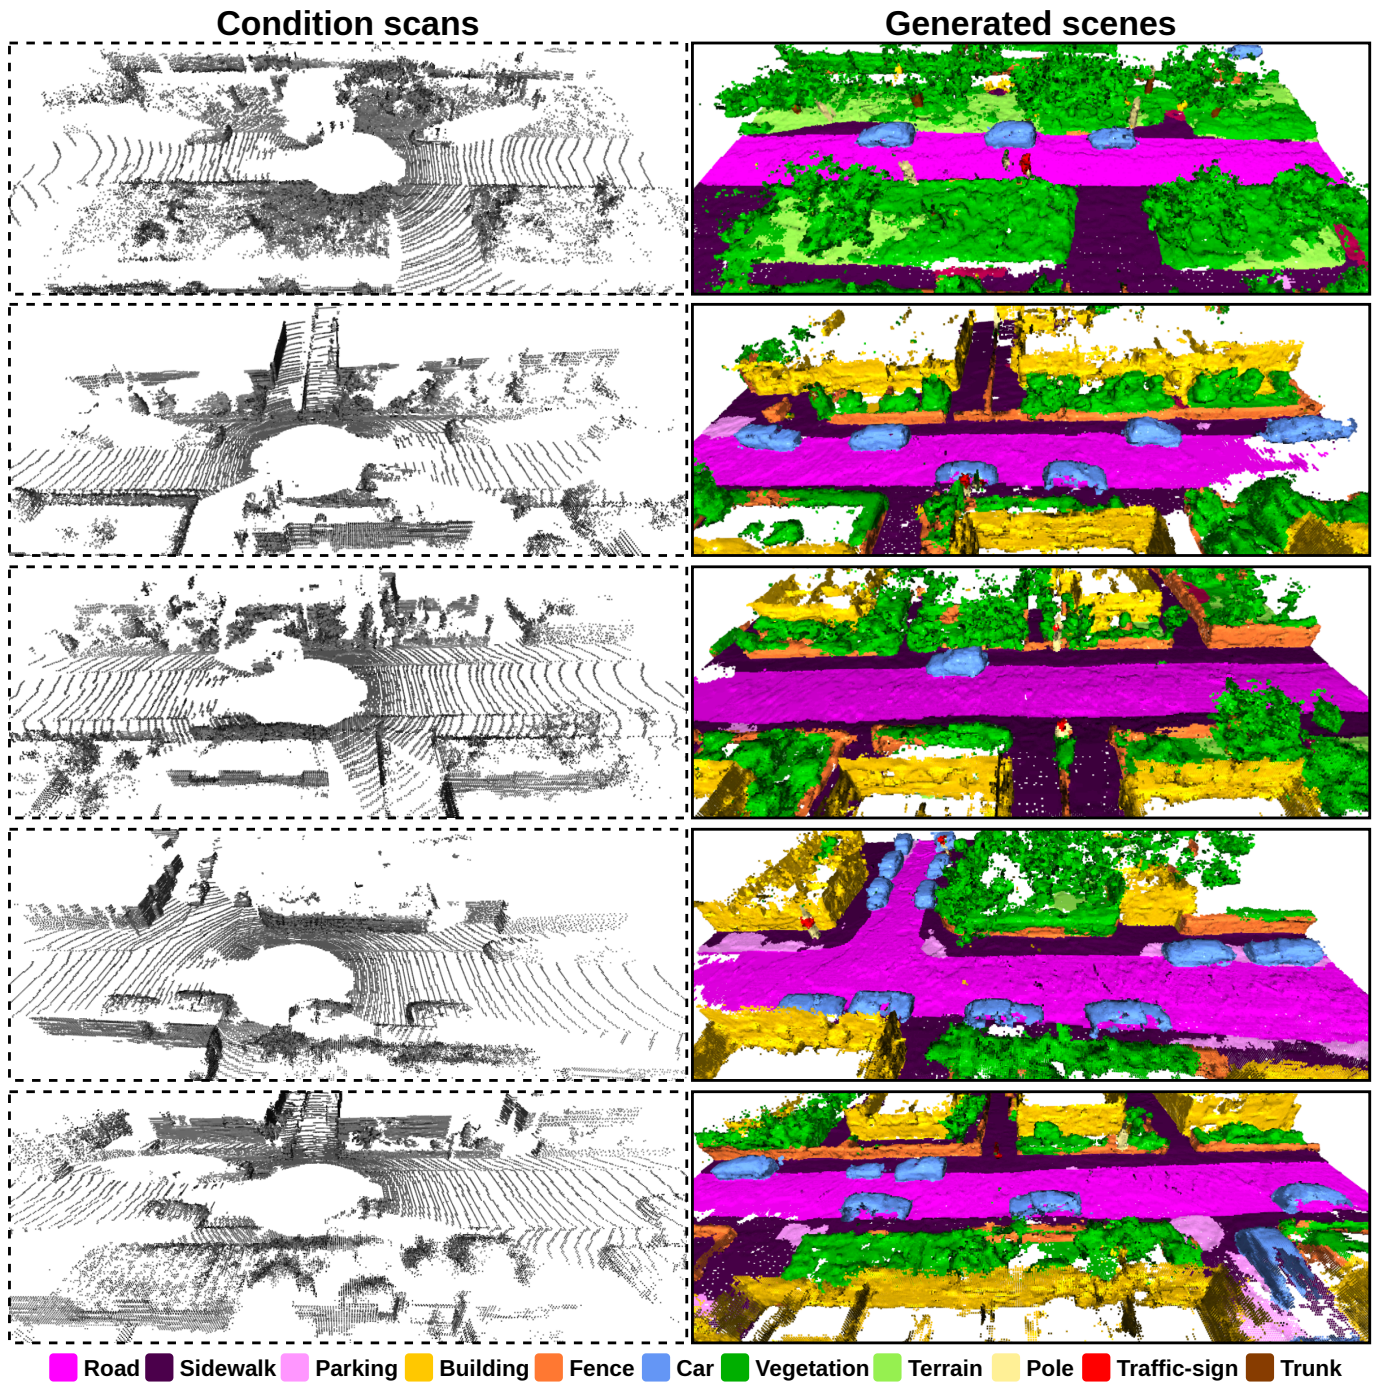 Condition scans
Generated scenes
Road Sidewalk Parking Building Fence Car Vegetation Terrain Pole Traffic-sign Trunk